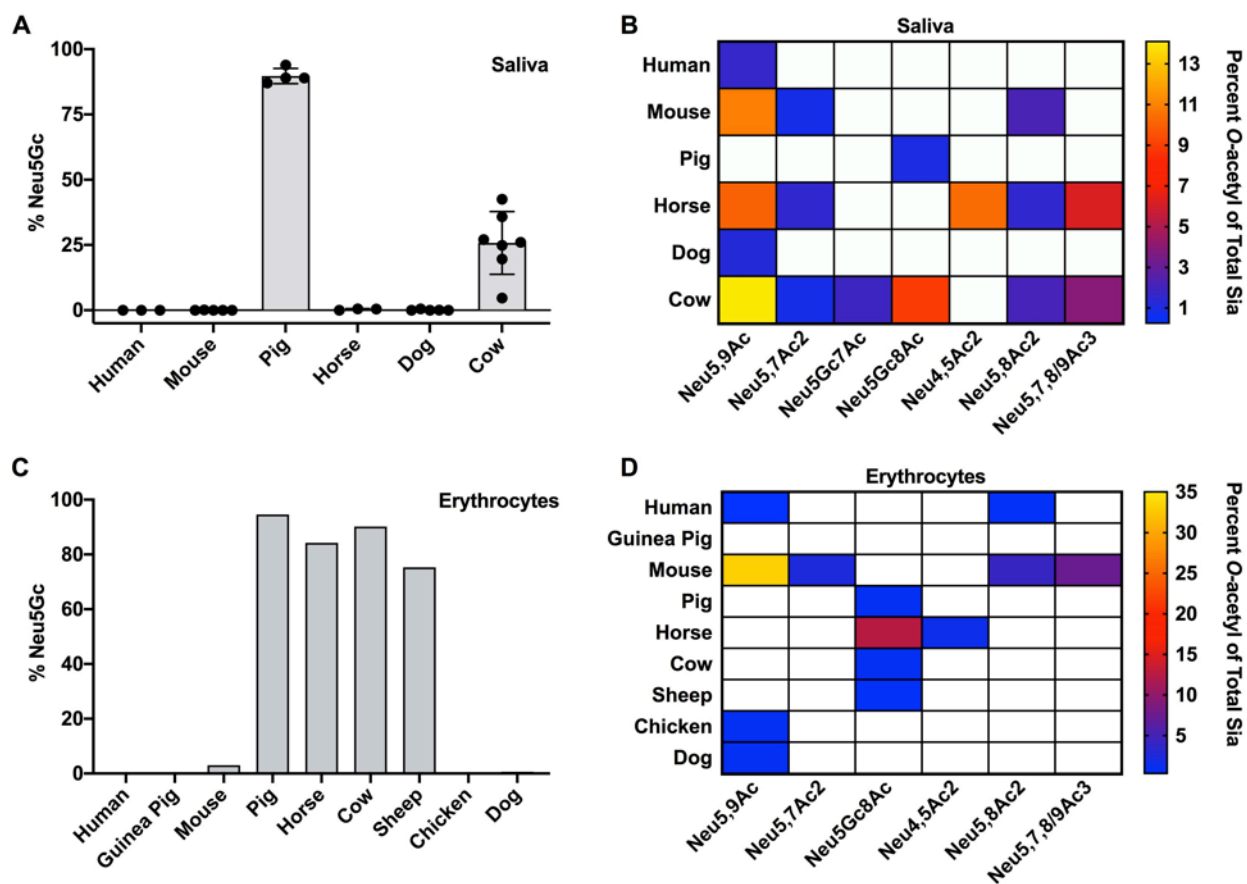 A
Saliva
% Neu5Gc
100
75
50
25
0
Human
Mouse
Pig
Horse
Dog
Cow
B
Saliva
Human
Mouse
Pig
Horse
Dog
Cow
Neu5,9Ac
Neu5,7Ac2
Neu5Gc7Ac
Neu5Gc8Ac
Neu4,5Ac2
Neu5,8Ac2
Neu5,7,8/9Ac3
13
11
9
7
5
3
1
Percent O-acetyl of Total Sia
C
Erythrocytes
% Neu5Gc
100
80
60
40
20
0
Human
Guinea Pig
Mouse
Pig
Horse
Cow
Sheep
Chicken
Dog
D
Erythrocytes
Human
Guinea Pig
Mouse
Pig
Horse
Cow
Sheep
Chicken
Dog
Neu5,9Ac
Neu5,7Ac2
Neu5Gc8Ac
Neu4,5Ac2
Neu5,8Ac2
Neu5,7,8/9Ac3
35
30
25
20
15
10
5
Percent O-acetyl of Total Sia